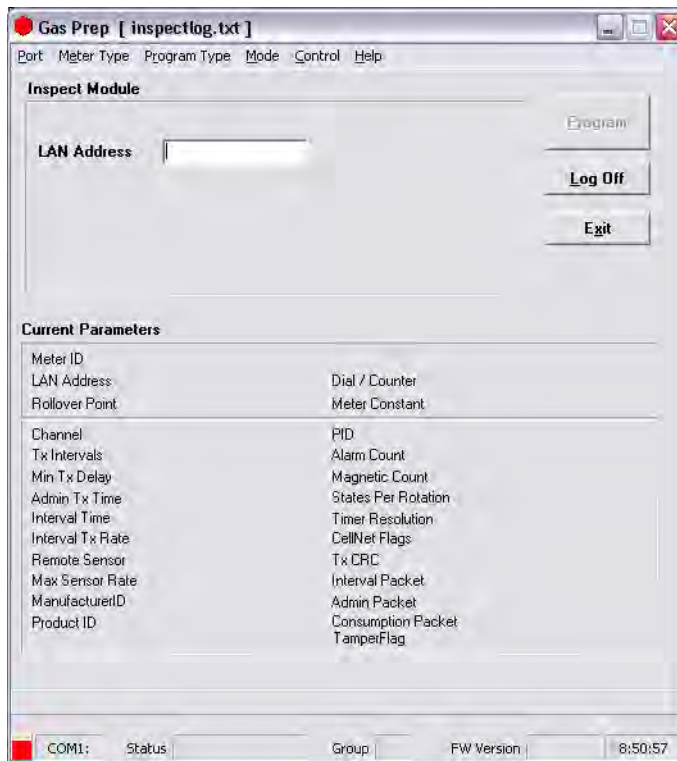 Gas Prep [ inspectlog.txt ]
Port Meter Type Program Type Mode Control Help
Inspect Module
Program
LAN Address
Log Off
Exit
Current Parameters
Meter ID
LAN Address Dial / Counter
Rollover Point Meter Constant
Channel PID
Tx Intervals Alarm Count
Min Tx Delay Magnetic Count
Admin Tx Time States Per Rotation
Interval Time Timer Resolution
Interval Tx Rate CellNet Flags
Remote Sensor Tx CRC
Max Sensor Rate Interval Packet
ManufacturerID Admin Packet
Product ID Consumption Packet
TamperFlag
COM1: Status Group FW Version 8:50:57